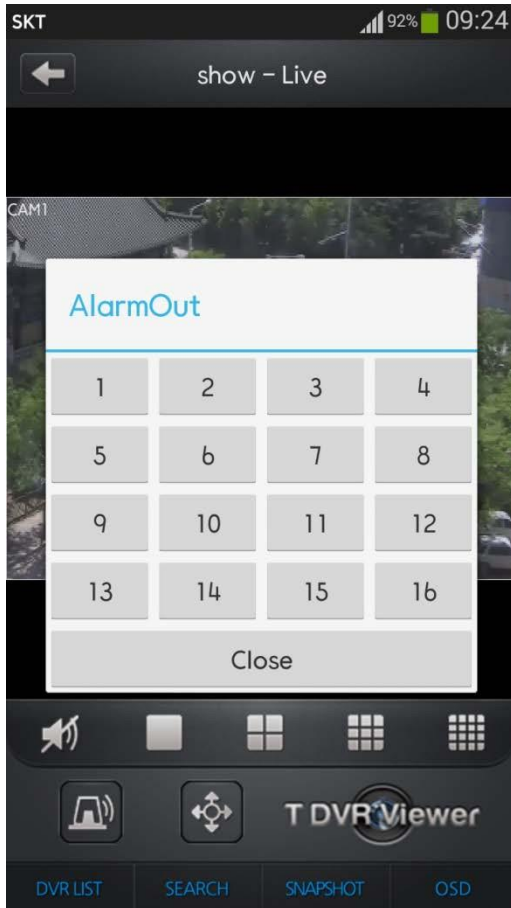 SKT 92% 09:24
show – Live
CAM1
AlarmOut
1 2 3 4
5 6 7 8
9 10 11 12
13 14 15 16
Close
T DVR Viewer
DVR LIST SEARCH SNAPSHOT OSD